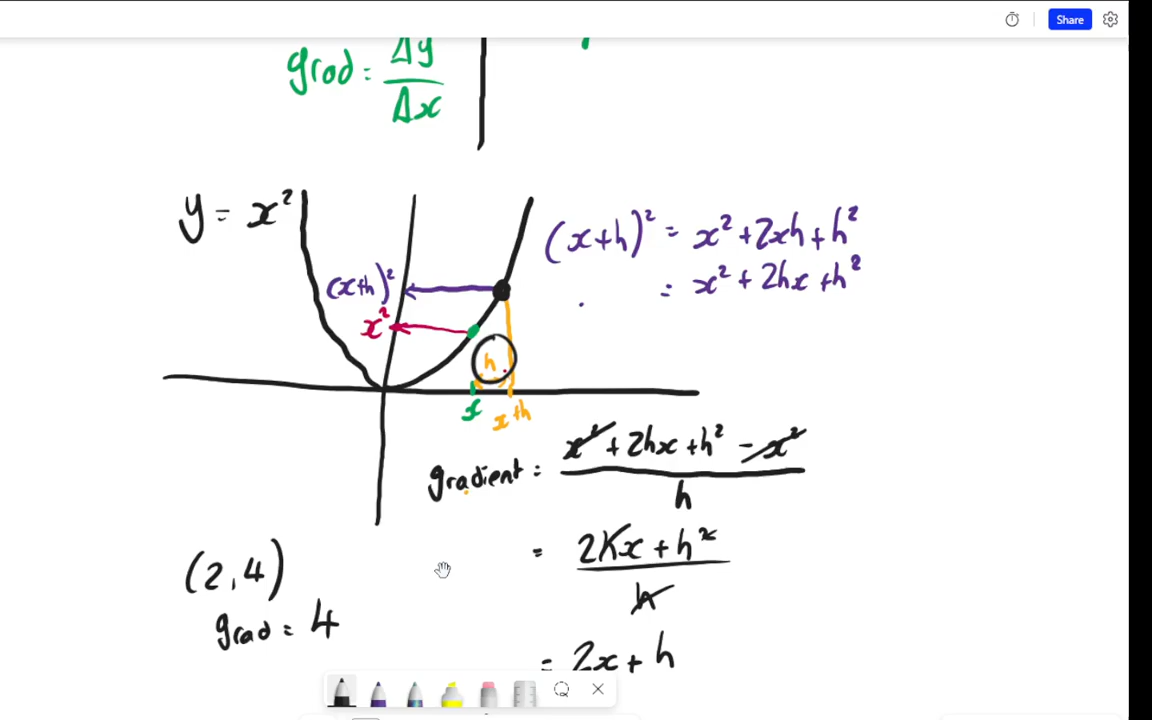 Share
grad = Δy/Δx
y = x²
(x+h)² = x² + 2xh + h²
= x² + 2hx + h²
(x+h)²
x²
h
x
x+h
gradient = x² + 2hx + h² - x² / h
= 2hx + h² / h
(2, 4)
grad = 4
= 2x + h